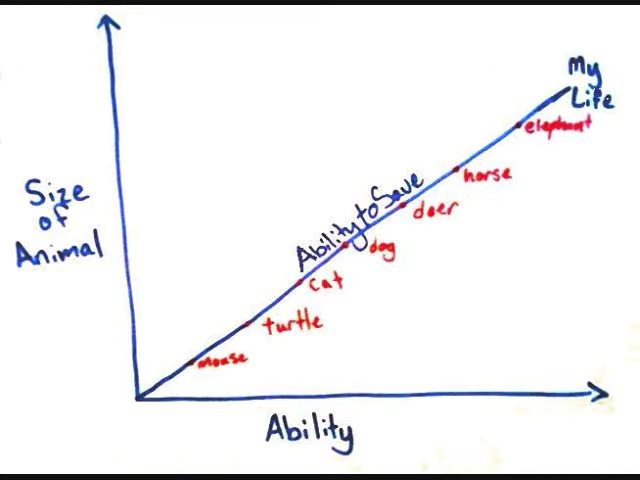 My
Life
elephant
horse
Ability to Save
deer
dog
Size
of
Animal
cat
turtle
mouse
Ability